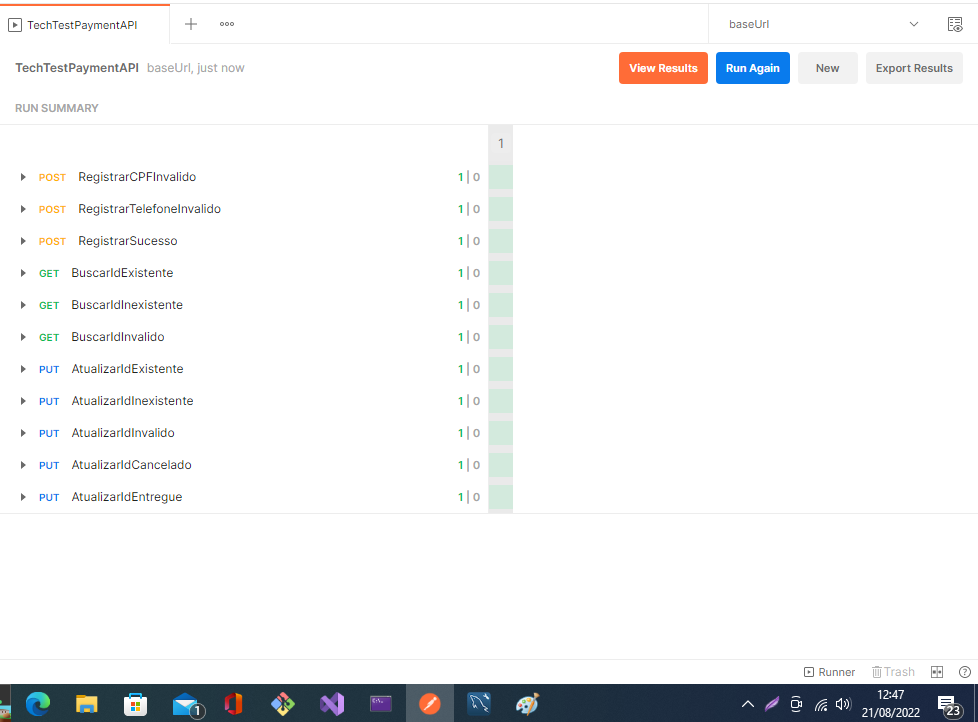 TechTestPaymentAPI
baseUrl
TechTestPaymentAPI baseUrl, just now View Results Run Again New Export Results
RUN SUMMARY
1
POST RegistrarCPFInvalido 1 | 0
POST RegistrarTelefoneInvalido 1 | 0
POST RegistrarSucesso 1 | 0
GET BuscarIdExistente 1 | 0
GET BuscarIdInexistente 1 | 0
GET BuscarIdInvalido 1 | 0
PUT AtualizarIdExistente 1 | 0
PUT AtualizarIdInexistente 1 | 0
PUT AtualizarIdInvalido 1 | 0
PUT AtualizarIdCancelado 1 | 0
PUT AtualizarIdEntregue 1 | 0
Runner Trash
1
12:47
21/08/2022
23